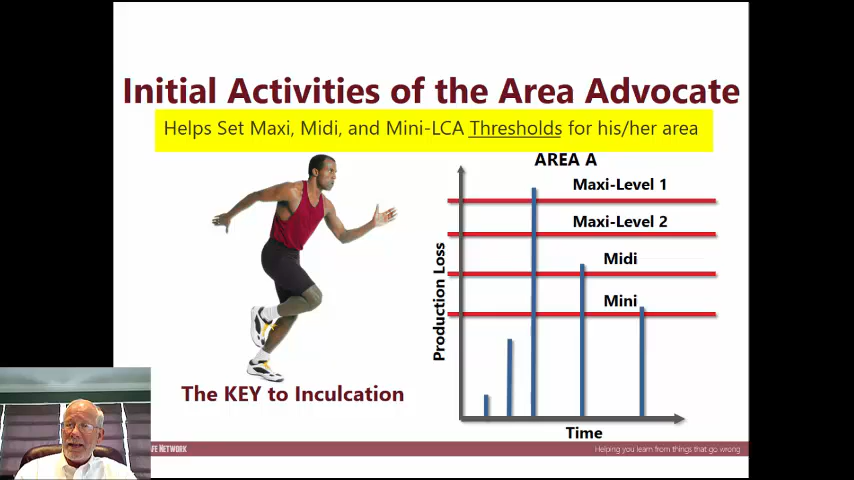 Initial Activities of the Area Advocate
Helps Set Maxi, Midi, and Mini-LCA Thresholds for his/her area
AREA A
Maxi-Level 1
Maxi-Level 2
Midi
Mini
Production Loss
Time
The KEY to Inculcation
NETWORK
Helping you learn from things that go wrong